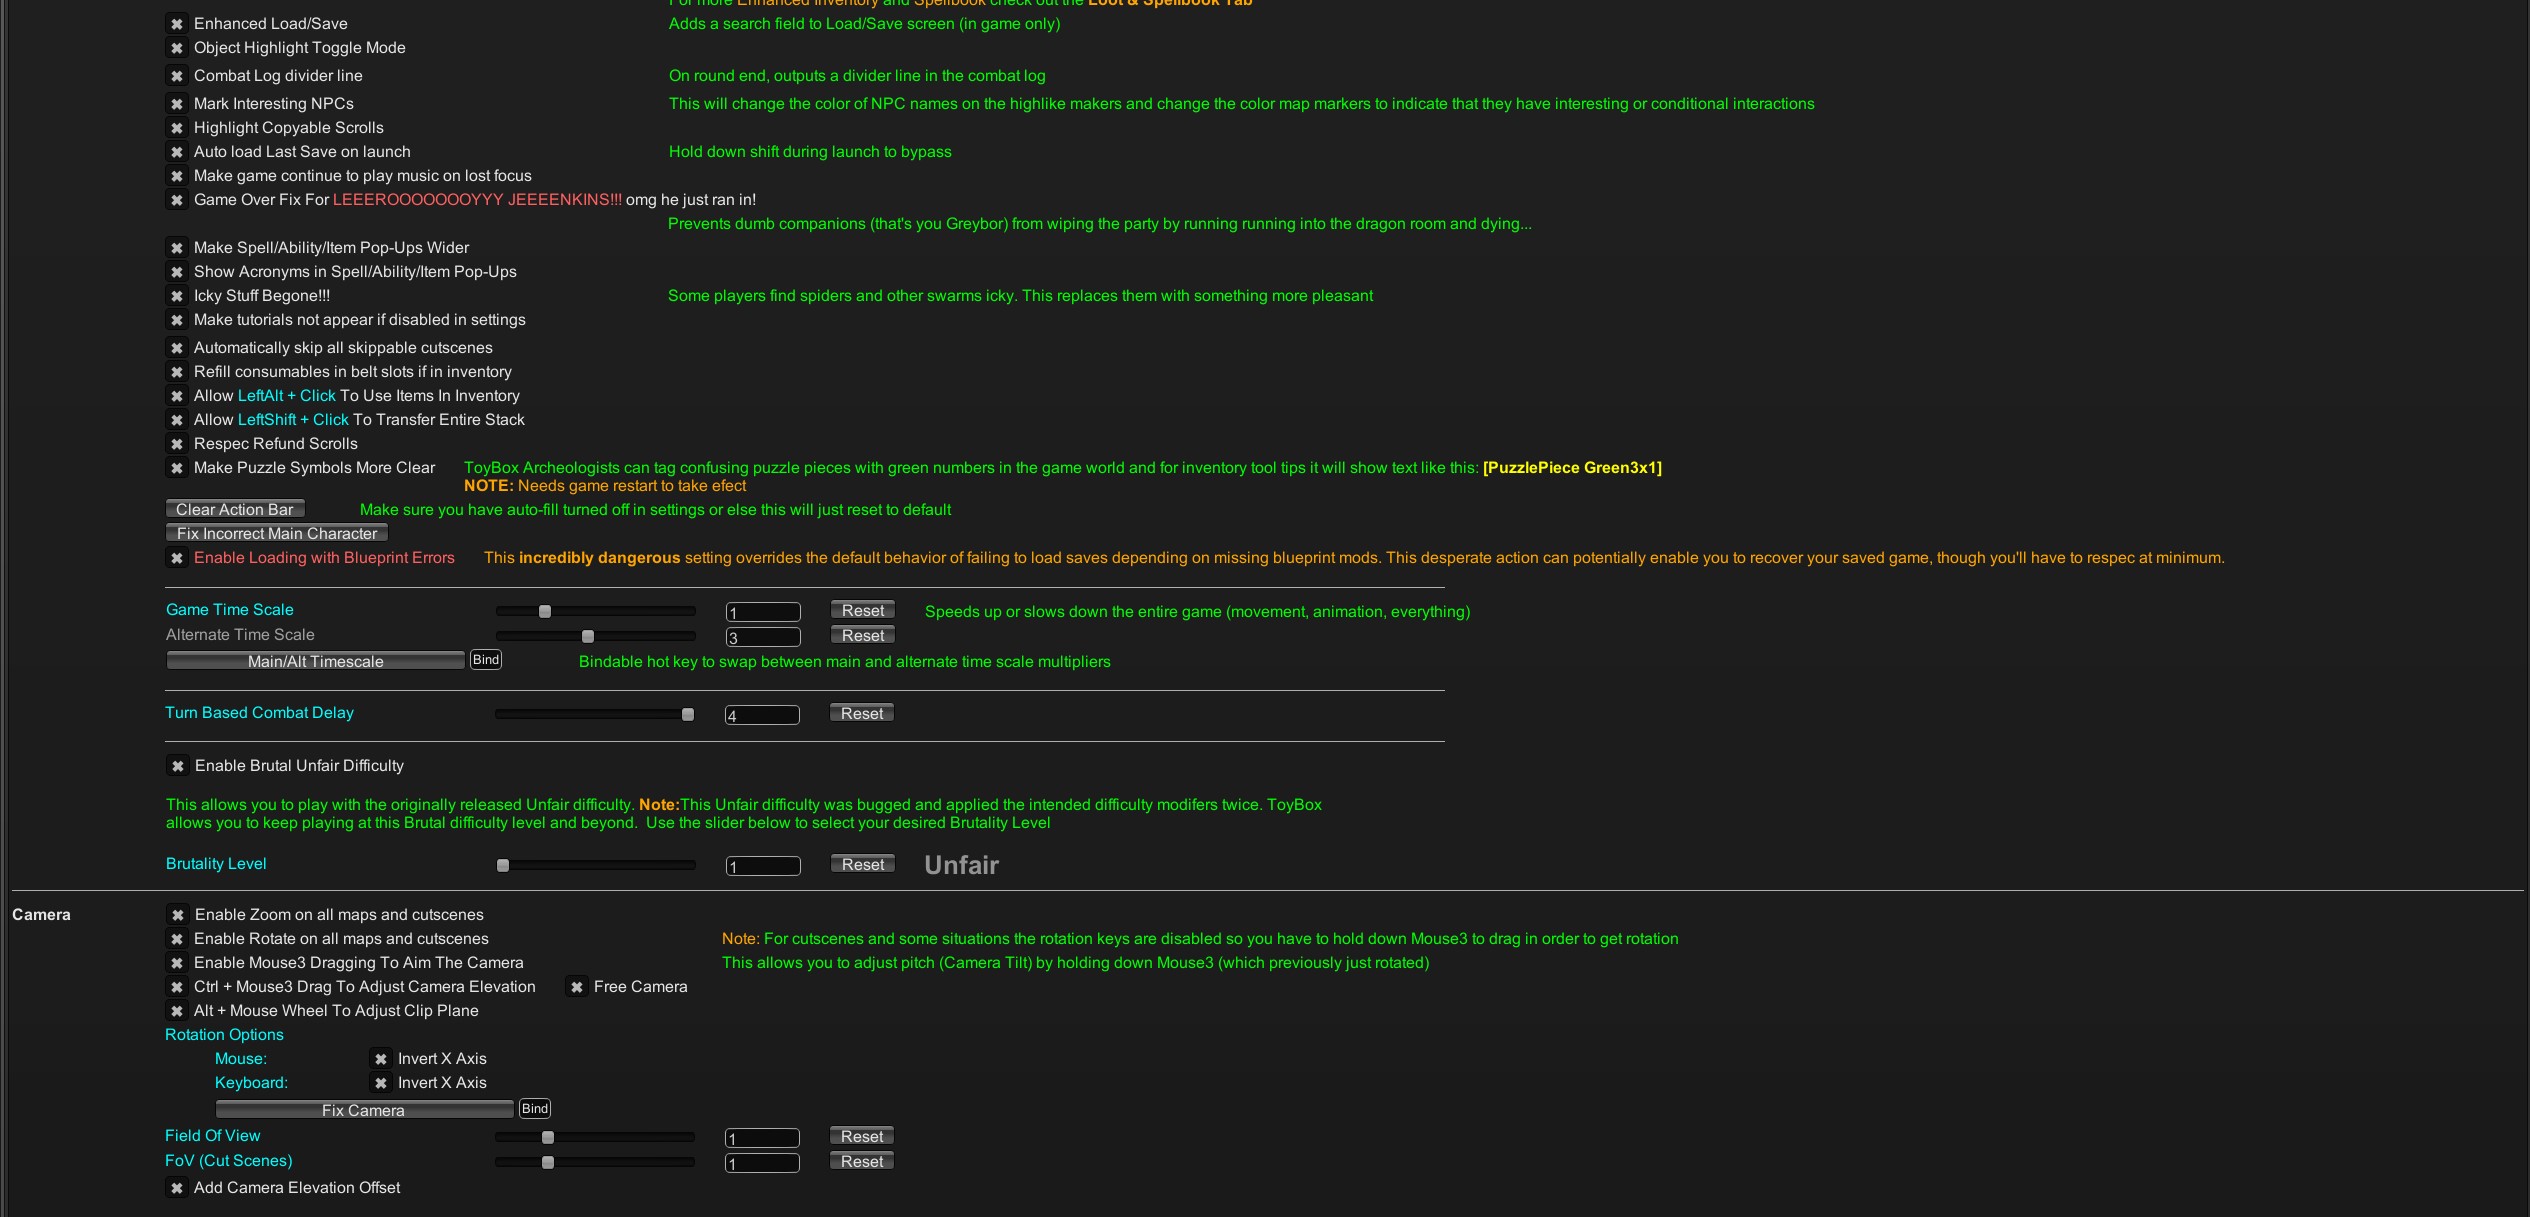 For more Enhanced Inventory and Spellbook check out the Loot & Spellbook Tab
Enhanced Load/Save Adds a search field to Load/Save screen (in game only)
Object Highlight Toggle Mode
Combat Log divider line On round end, outputs a divider line in the combat log
Mark Interesting NPCs This will change the color of NPC names on the highlike makers and change the color map markers to indicate that they have interesting or conditional interactions
Highlight Copyable Scrolls
Auto load Last Save on launch Hold down shift during launch to bypass
Make game continue to play music on lost focus
Game Over Fix For LEEEROOOOOOOYYY JEEEENKINS!!! omg he just ran in!
Prevents dumb companions (that's you Greybor) from wiping the party by running running into the dragon room and dying...
Make Spell/Ability/Item Pop-Ups Wider
Show Acronyms in Spell/Ability/Item Pop-Ups
Icky Stuff Begone!!! Some players find spiders and other swarms icky. This replaces them with something more pleasant
Make tutorials not appear if disabled in settings
Automatically skip all skippable cutscenes
Refill consumables in belt slots if in inventory
Allow LeftAlt + Click To Use Items In Inventory
Allow LeftShift + Click To Transfer Entire Stack
Respec Refund Scrolls
Make Puzzle Symbols More Clear ToyBox Archeologists can tag confusing puzzle pieces with green numbers in the game world and for inventory tool tips it will show text like this: [PuzzlePiece Green3x1]
NOTE: Needs game restart to take efect
Clear Action Bar Make sure you have auto-fill turned off in settings or else this will just reset to default
Fix Incorrect Main Character
Enable Loading with Blueprint Errors This incredibly dangerous setting overrides the default behavior of failing to load saves depending on missing blueprint mods. This desperate action can potentially enable you to recover your saved game, though you'll have to respec at minimum.
Game Time Scale 1 Reset Speeds up or slows down the entire game (movement, animation, everything)
Alternate Time Scale 3 Reset
Main/Alt Timescale Bind Bindable hot key to swap between main and alternate time scale multipliers
Turn Based Combat Delay 4 Reset
Enable Brutal Unfair Difficulty
This allows you to play with the originally released Unfair difficulty. Note:This Unfair difficulty was bugged and applied the intended difficulty modifers twice. ToyBox
allows you to keep playing at this Brutal difficulty level and beyond. Use the slider below to select your desired Brutality Level
Brutality Level 1 Reset Unfair
Camera Enable Zoom on all maps and cutscenes
Enable Rotate on all maps and cutscenes Note: For cutscenes and some situations the rotation keys are disabled so you have to hold down Mouse3 to drag in order to get rotation
Enable Mouse3 Dragging To Aim The Camera This allows you to adjust pitch (Camera Tilt) by holding down Mouse3 (which previously just rotated)
Ctrl + Mouse3 Drag To Adjust Camera Elevation Free Camera
Alt + Mouse Wheel To Adjust Clip Plane
Rotation Options
Mouse: Invert X Axis
Keyboard: Invert X Axis
Fix Camera Bind
Field Of View 1 Reset
FoV (Cut Scenes) 1 Reset
Add Camera Elevation Offset